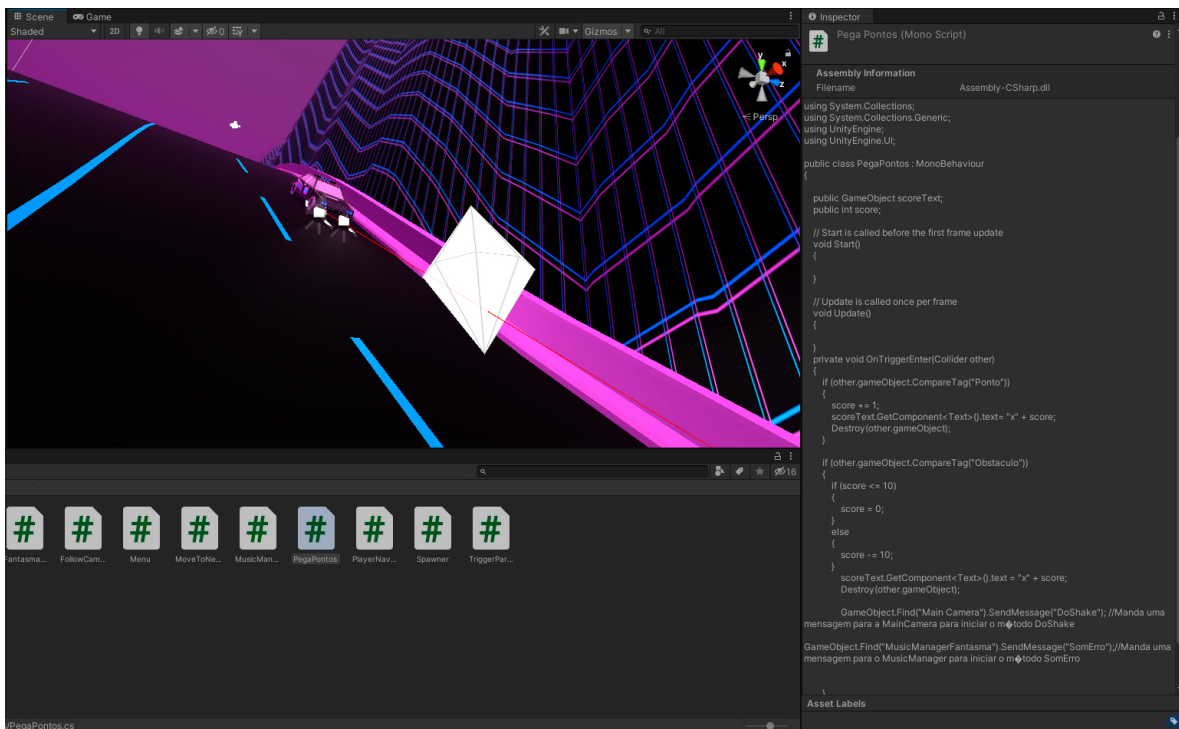 Scene Game
Shaded 2D 0 Gizmos All
y
x
z
Persp
16
Fantasma... FollowCam... Menu MoveToNe... MusicMan... PegaPontos PlayerNav... Spawner TriggerPar...
/PegaPontos.cs
Inspector
# Pega Pontos (Mono Script)
Assembly Information
Filename Assembly-CSharp.dll
using System.Collections;
using System.Collections.Generic;
using UnityEngine;
using UnityEngine.UI;
public class PegaPontos : MonoBehaviour
{
public GameObject scoreText;
public int score;
// Start is called before the first frame update
void Start()
{
}
// Update is called once per frame
void Update()
{
}
private void OnTriggerEnter(Collider other)
{
if (other.gameObject.CompareTag("Ponto"))
{
score += 1;
scoreText.GetComponent<Text>().text= "x" + score;
Destroy(other.gameObject);
}
if (other.gameObject.CompareTag("Obstaculo"))
{
if (score <= 10)
{
score = 0;
}
else
{
score -= 10;
}
scoreText.GetComponent<Text>().text = "x" + score;
Destroy(other.gameObject);
GameObject.Find("Main Camera").SendMessage("DoShake"); //Manda uma
mensagem para a MainCamera para iniciar o m�todo DoShake
GameObject.Find("MusicManagerFantasma").SendMessage("SomErro");//Manda uma
mensagem para o MusicManager para iniciar o m�todo SomErro
}
Asset Labels